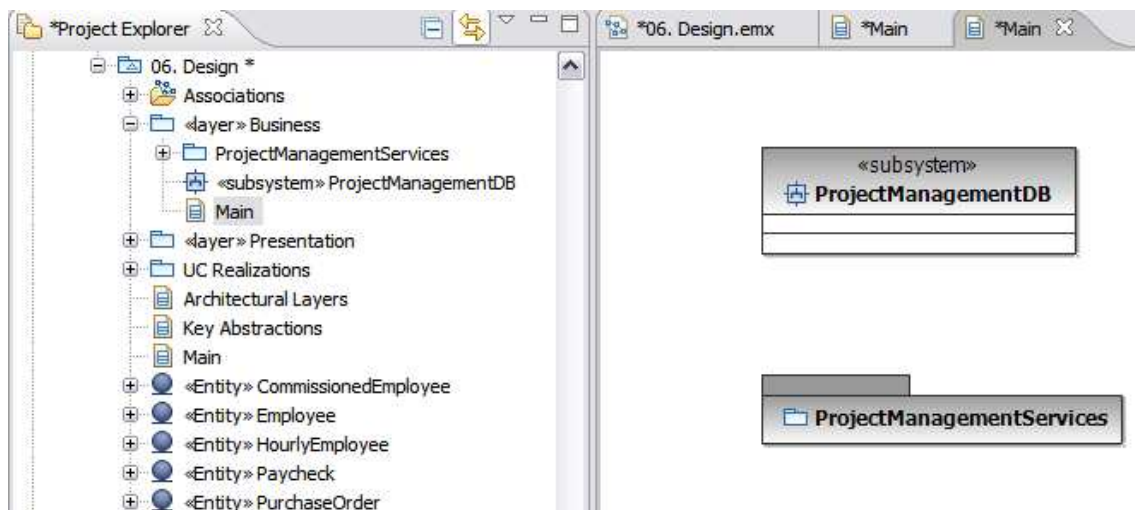 *Project Explorer
*06. Design.emx
*Main
*Main
06. Design *
Associations
«layer» Business
ProjectManagementServices
«subsystem» ProjectManagementDB
Main
«layer» Presentation
UC Realizations
Architectural Layers
Key Abstractions
Main
«Entity» CommissionedEmployee
«Entity» Employee
«Entity» HourlyEmployee
«Entity» Paycheck
«Entity» PurchaseOrder
«subsystem»
ProjectManagementDB
ProjectManagementServices